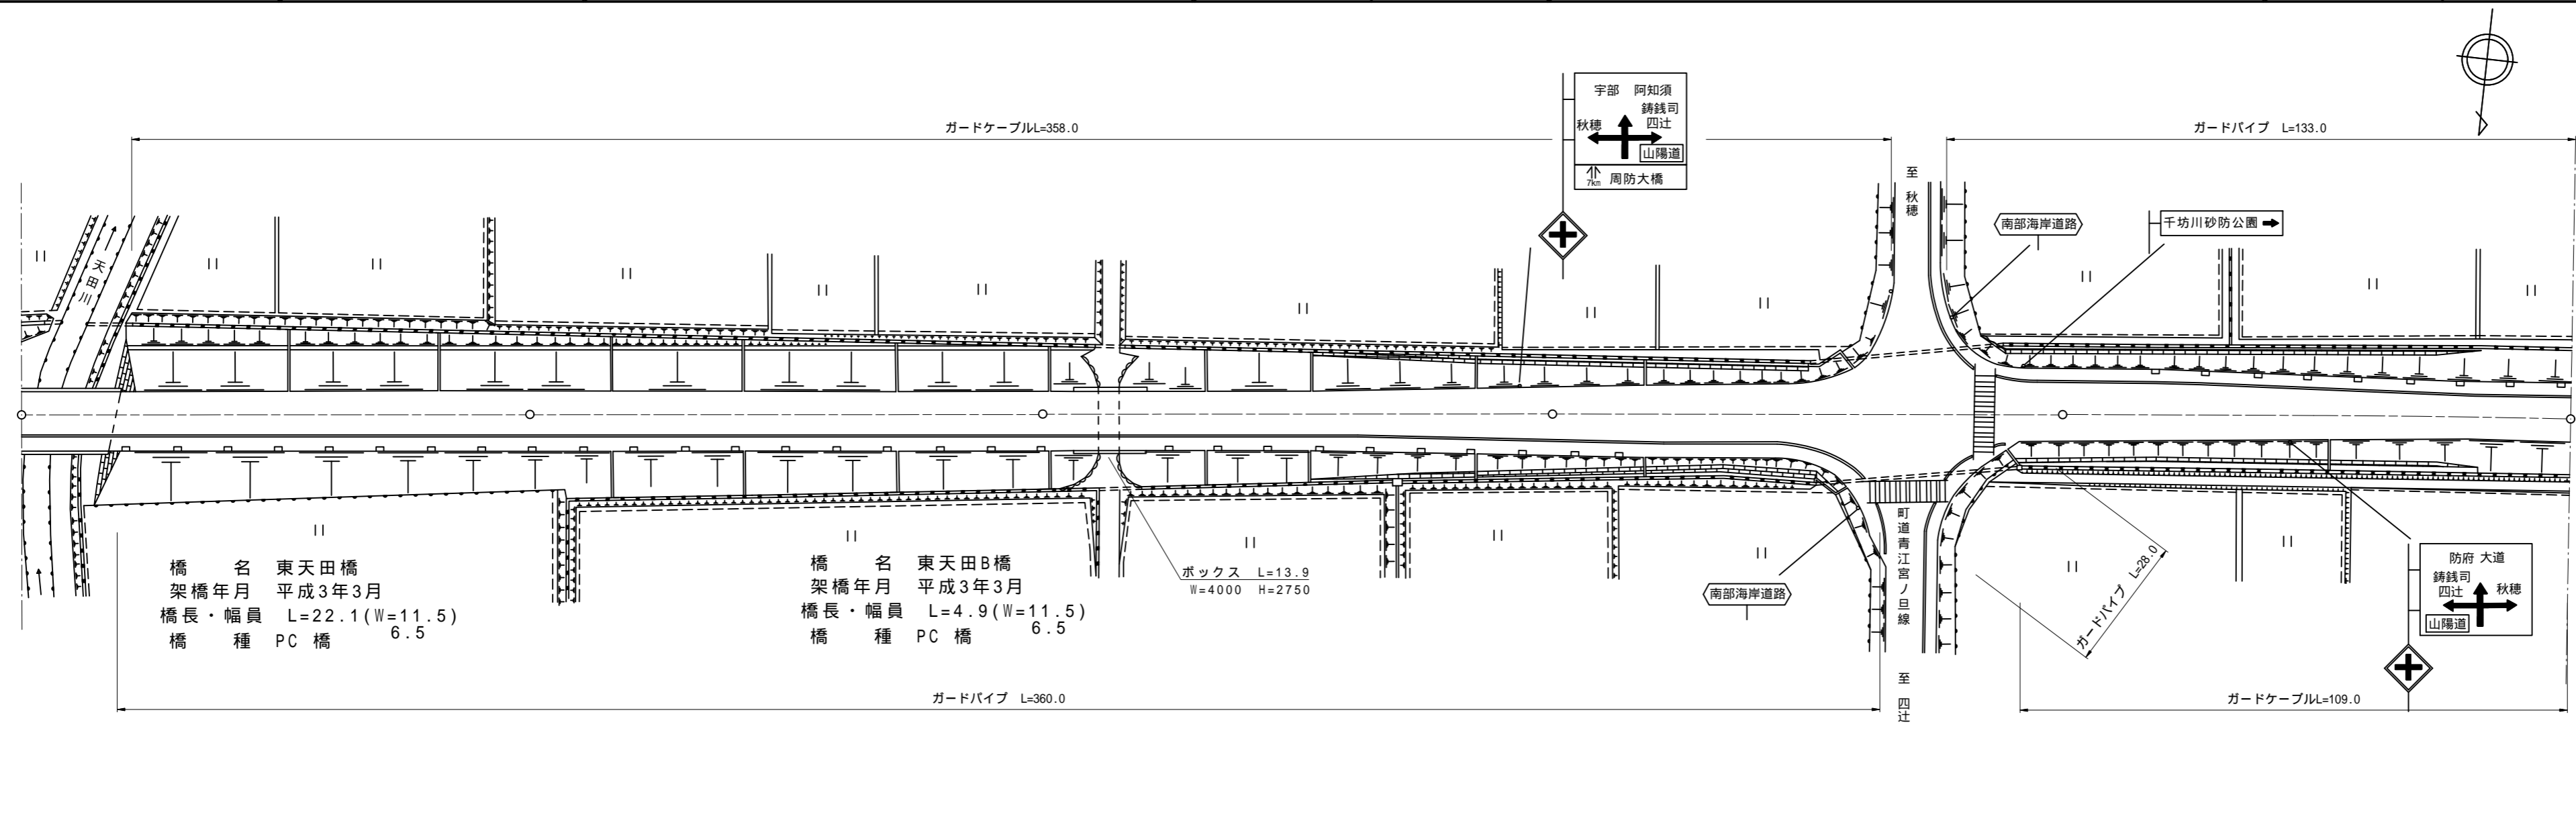 宇部 阿知須
鋳銭司
秋穂 四辻
山陽道
7km 周防大橋
ガードケーブルL=358.0
ガードパイプ L=133.0
至 秋穂
南部海岸道路
千坊川砂防公園
天田川
橋 名 東天田橋
架橋年月 平成3年3月
橋長・幅員 L=22.1(W=11.5)
6.5
橋 種 PC 橋
橋 名 東天田B橋
架橋年月 平成3年3月
橋長・幅員 L=4.9(W=11.5)
6.5
橋 種 PC 橋
ボックス L=13.9
W=4000 H=2750
南部海岸道路
町道青江宮ノ旦線
至 四辻
ガードパイプ L=28.0
防府 大道
鋳銭司
四辻 秋穂
山陽道
ガードパイプ L=360.0
ガードケーブルL=109.0